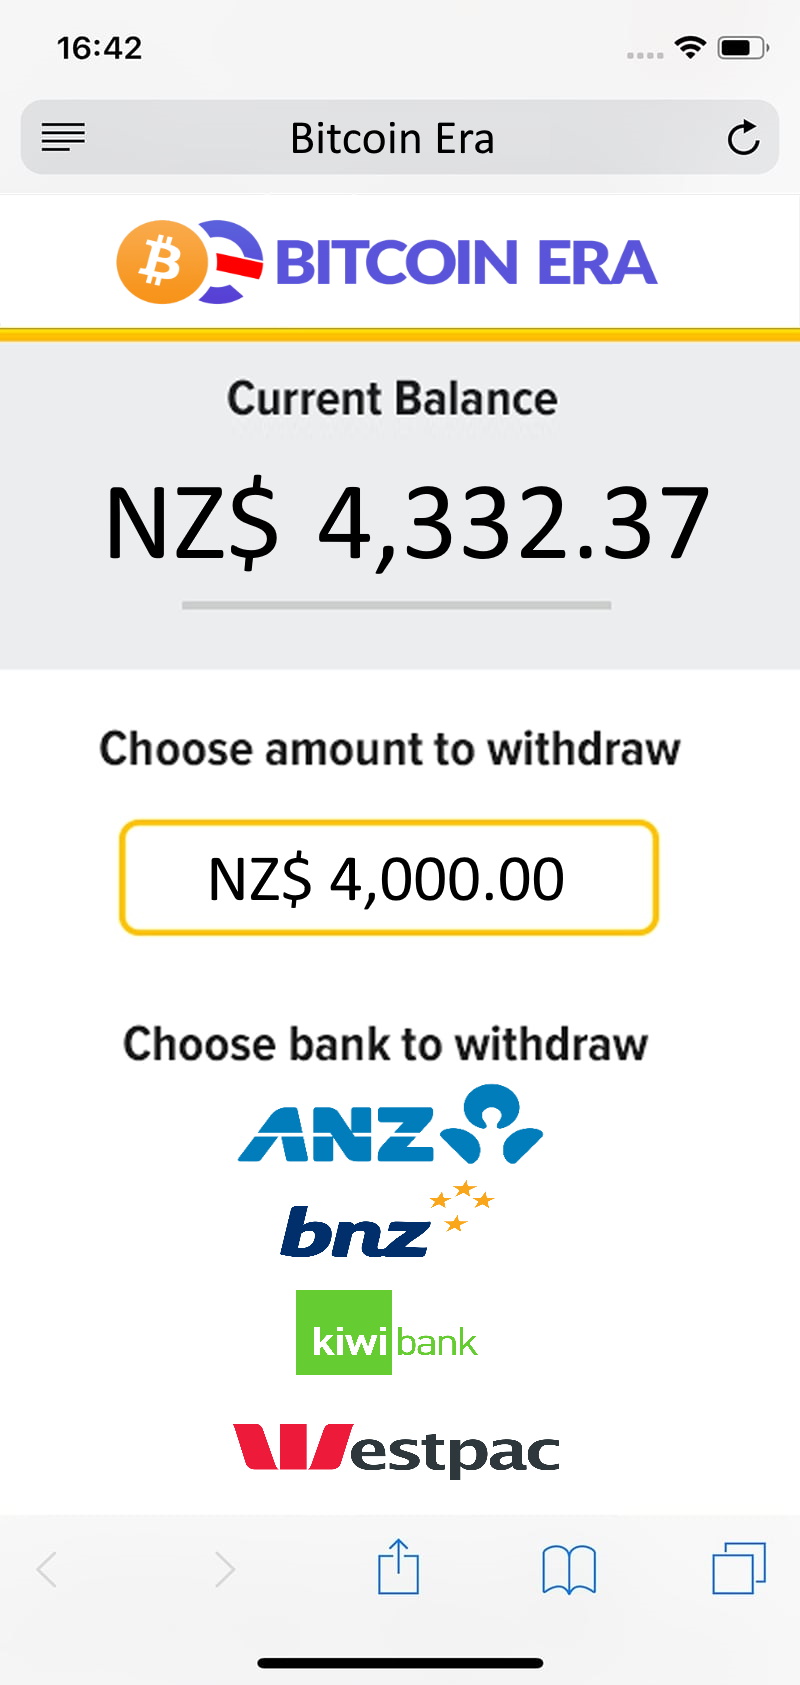 16:42
Bitcoin Era
BITCOIN ERA
Current Balance
NZ$ 4,332.37
Choose amount to withdraw
NZ$ 4,000.00
Choose bank to withdraw
ANZ
bnz
kiwibank
Westpac